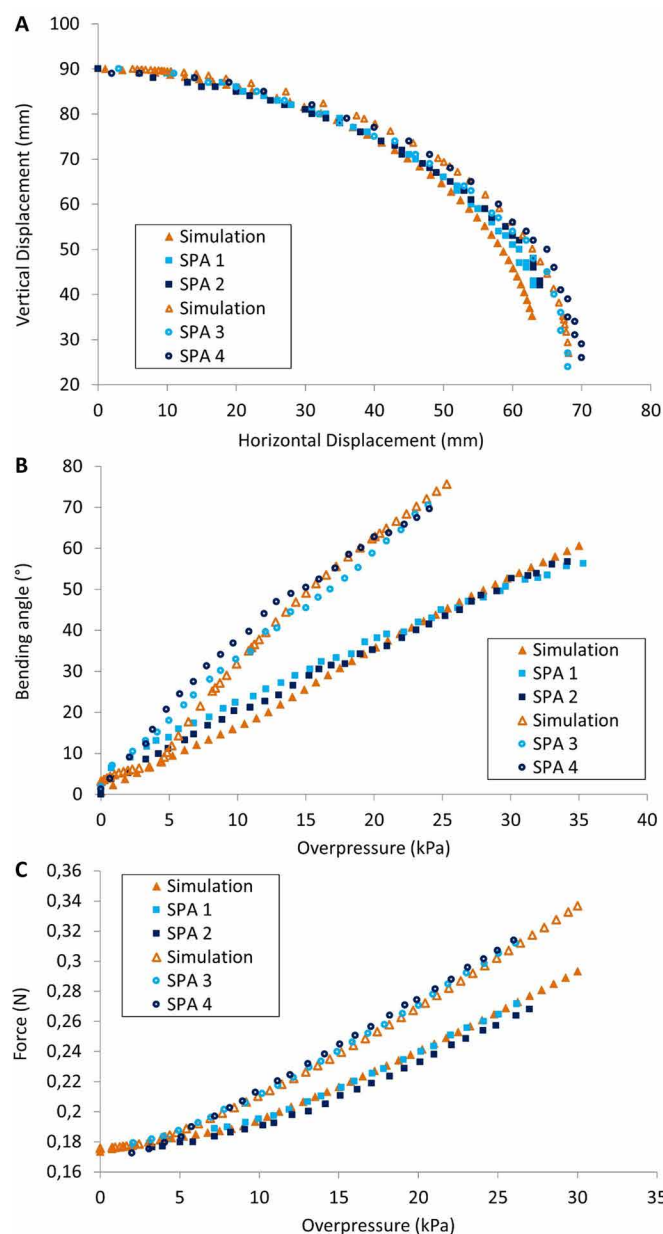 A
100
90
80
70
60
50
40
30
20
Vertical Displacement (mm)
Simulation
SPA 1
SPA 2
Simulation
SPA 3
SPA 4
0 10 20 30 40 50 60 70 80
Horizontal Displacement (mm)
B
80
70
60
50
40
30
20
10
0
Bending angle (°)
Simulation
SPA 1
SPA 2
Simulation
SPA 3
SPA 4
0 5 10 15 20 25 30 35 40
Overpressure (kPa)
C
0,36
0,34
0,32
0,3
0,28
0,26
0,24
0,22
0,2
0,18
0,16
Force (N)
Simulation
SPA 1
SPA 2
Simulation
SPA 3
SPA 4
0 5 10 15 20 25 30 35
Overpressure (kPa)